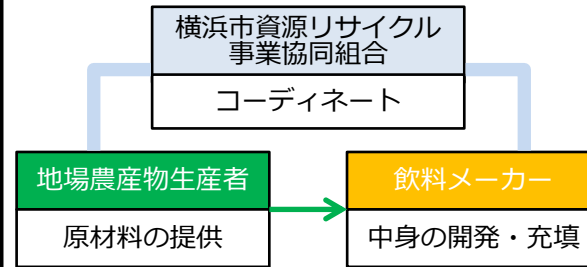 横浜市資源リサイクル
事業協同組合
コーディネート
地場農産物生産者
飲料メーカー
原材料の提供
中身の開発・充填